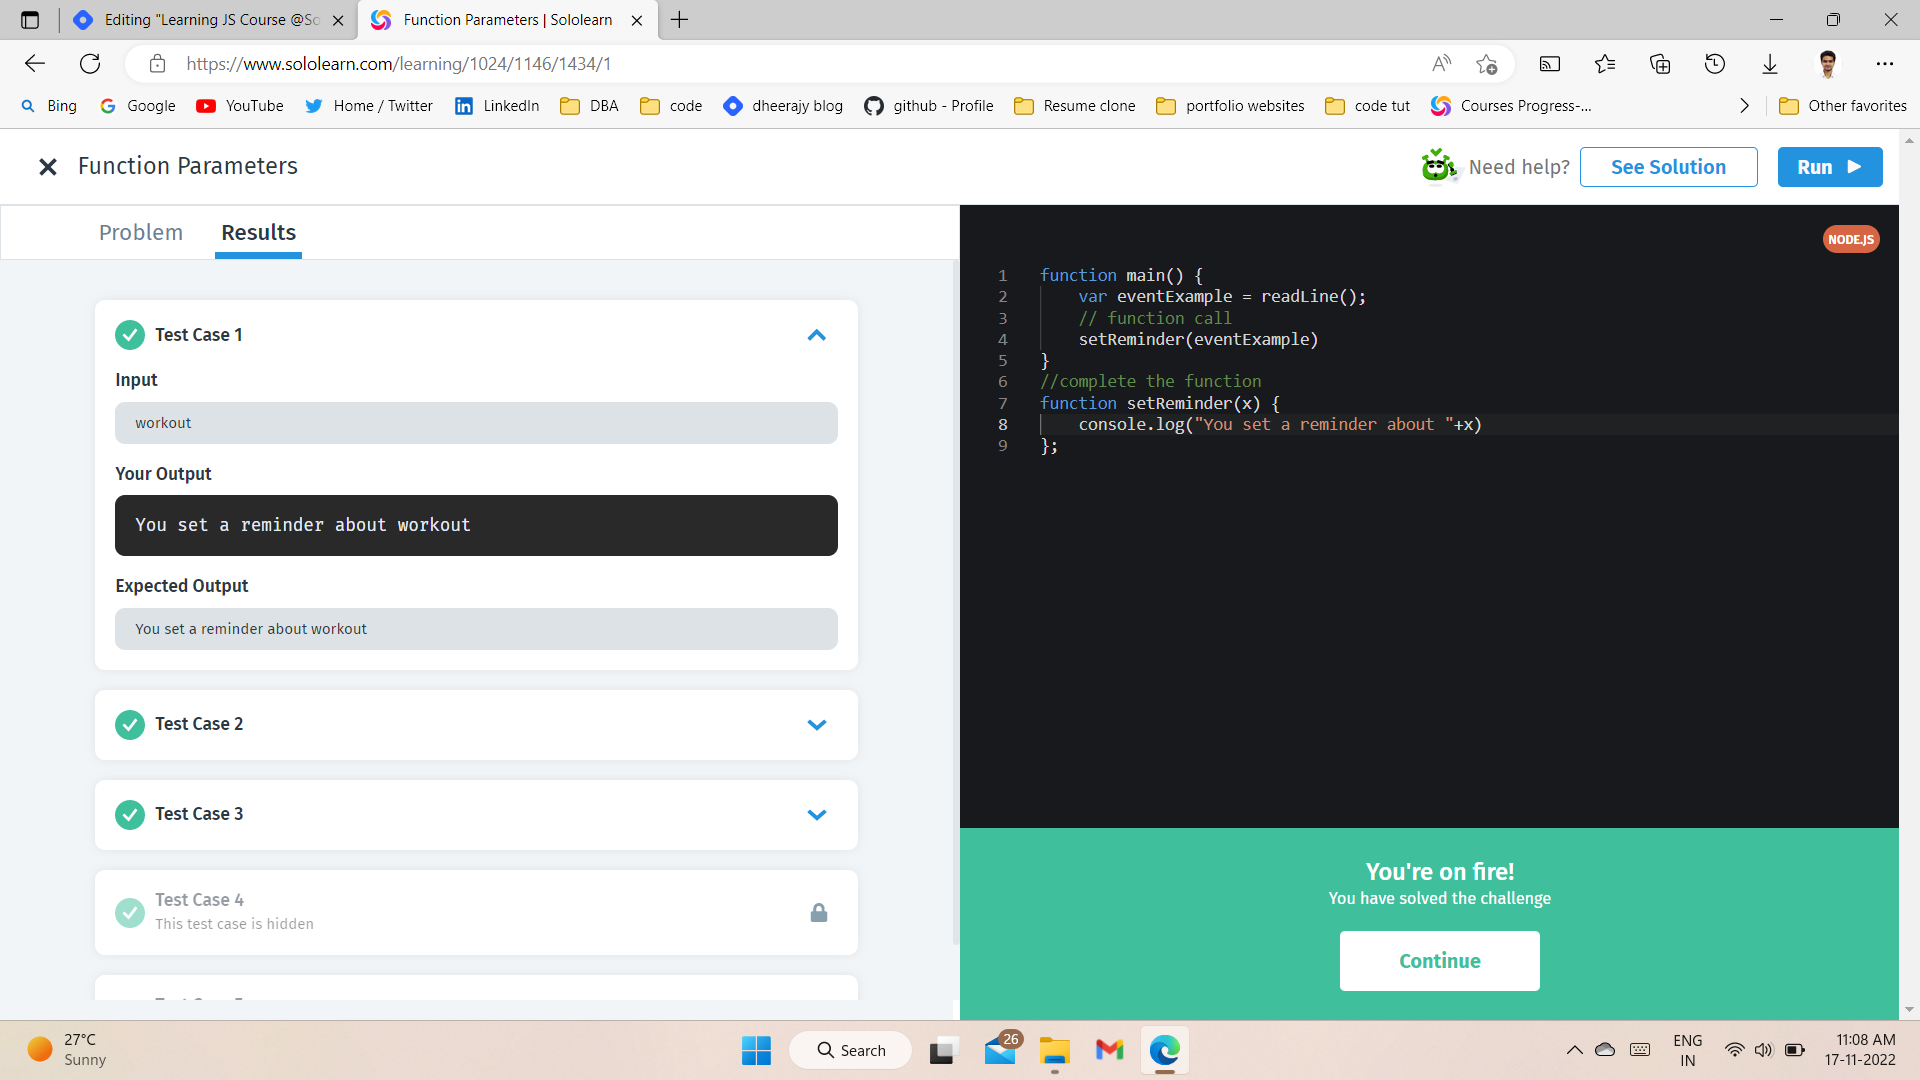 Editing "Learning JS Course @So
Function Parameters | Sololearn
https://www.sololearn.com/learning/1024/1146/1434/1
Bing
Google
YouTube
Home / Twitter
LinkedIn
DBA
code
dheerajy blog
github - Profile
Resume clone
portfolio websites
code tut
Courses Progress-...
Other favorites
Function Parameters
Need help?
See Solution
Run
Problem
Results
Test Case 1
Input
workout
Your Output
You set a reminder about workout
Expected Output
You set a reminder about workout
Test Case 2
Test Case 3
Test Case 4
This test case is hidden
NODE.JS
1 function main() {
2 var eventExample = readLine();
3 // function call
4 setReminder(eventExample)
5 }
6 //complete the function
7 function setReminder(x) {
8 console.log("You set a reminder about "+x)
9 };
You're on fire!
You have solved the challenge
Continue
27°C
Sunny
Search
26
ENG
IN
11:08 AM
17-11-2022